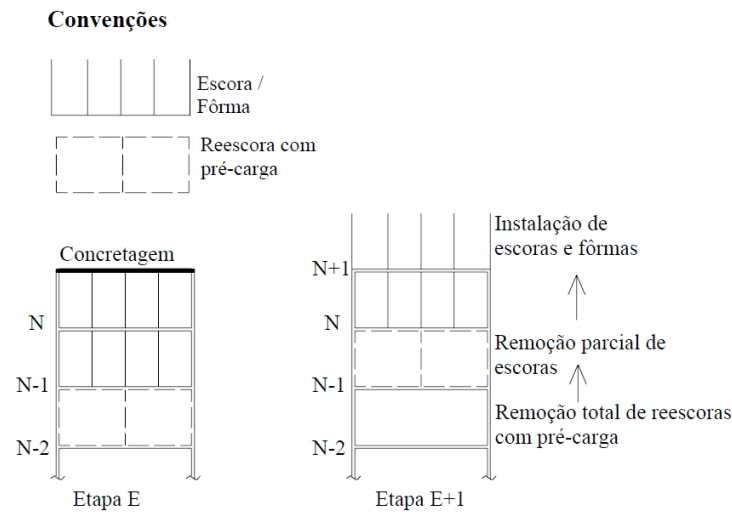 Convenções
Escora /
Fôrma
Reescora com
pré-carga
Concretagem
N
N-1
N-2
Etapa E
Instalação de
escoras e fôrmas
N+1
N
Remoção parcial de
escoras
N-1
Remoção total de reescoras
com pré-carga
N-2
Etapa E+1